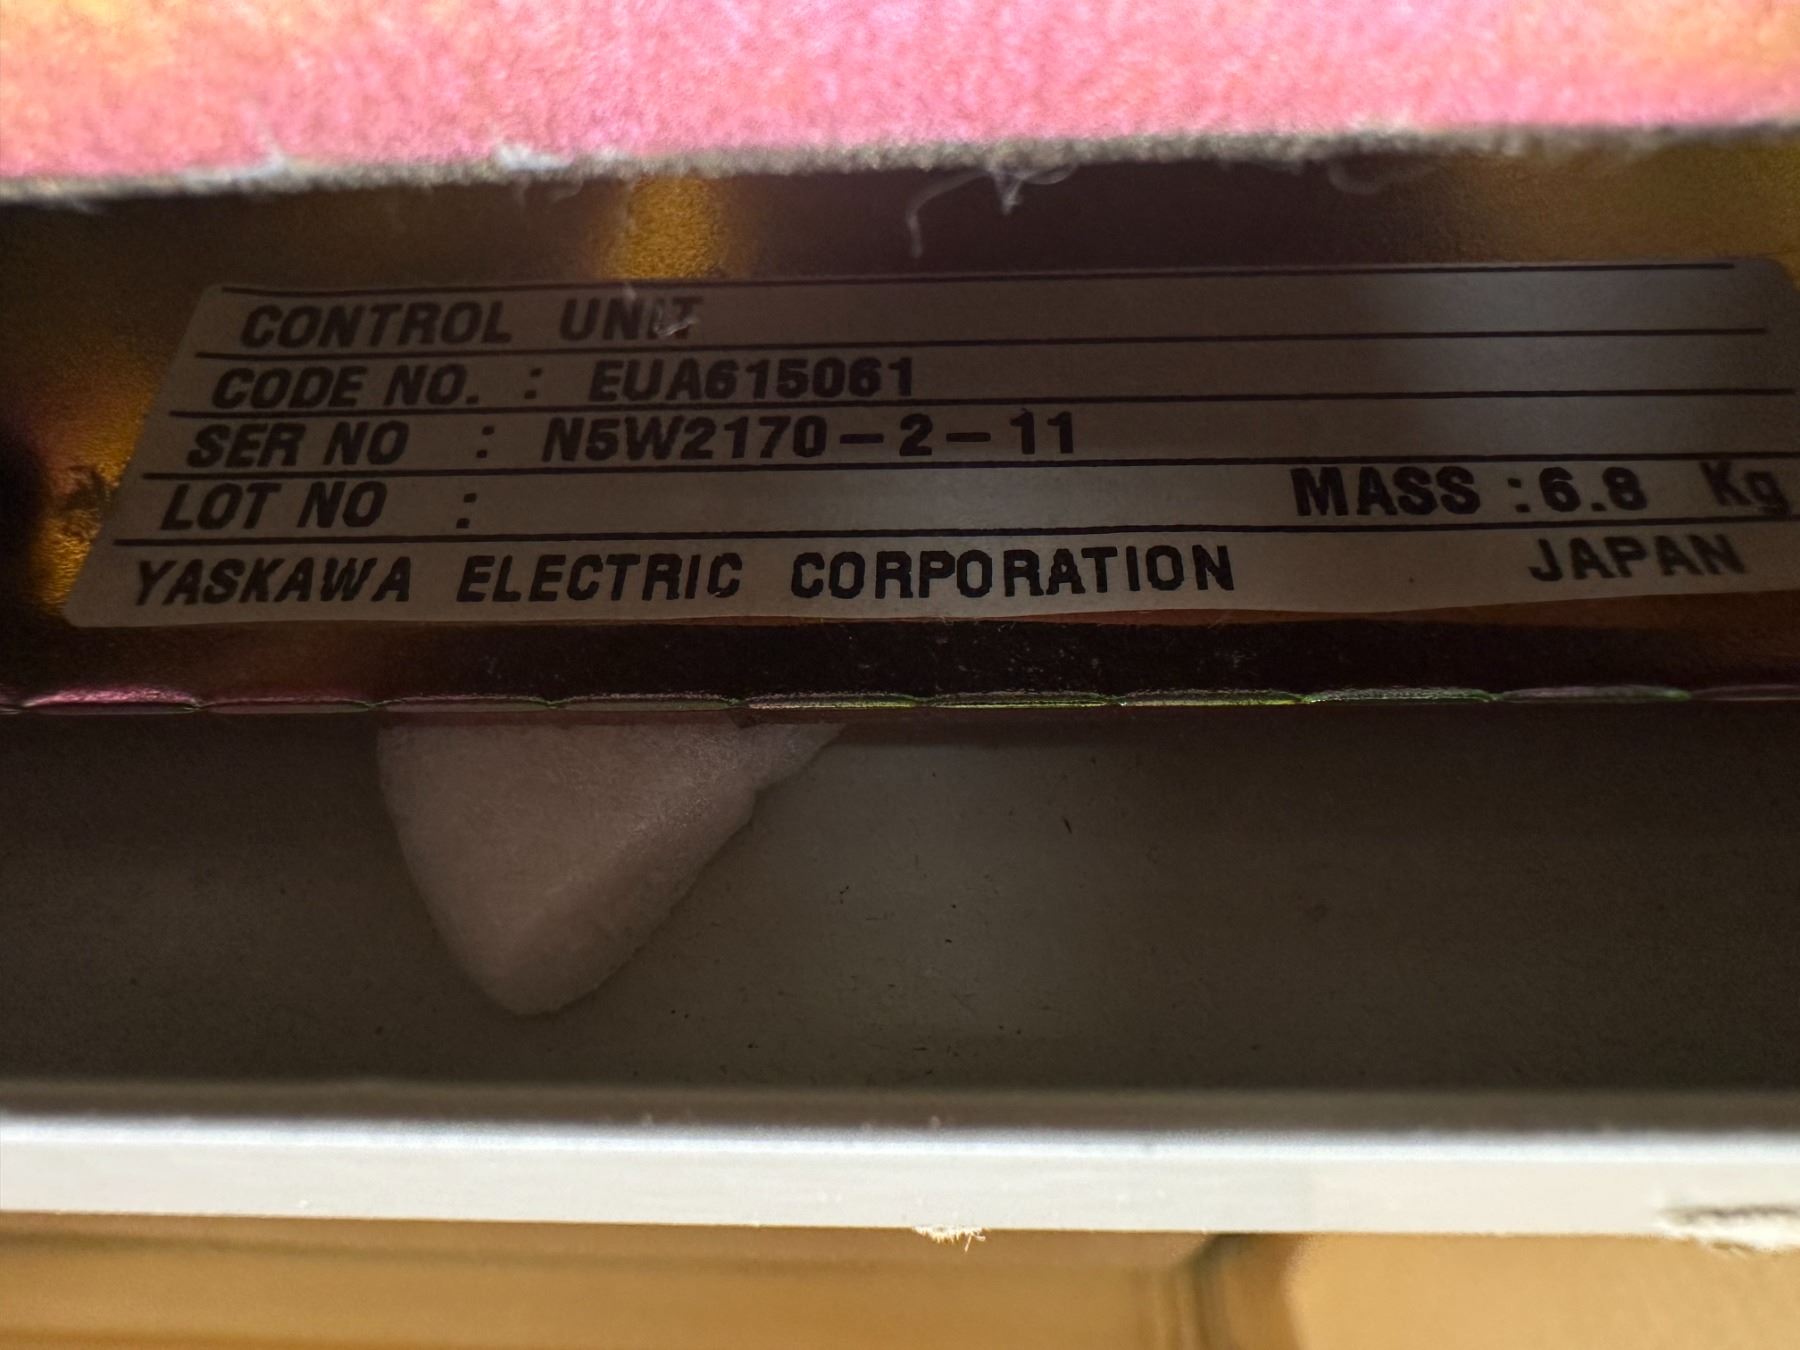 CONTROL UNIT
CODE NO. : EUA615061
SER NO : N5W2170-2-11
LOT NO : MASS : 6.8 Kg
YASKAWA ELECTRIC CORPORATION JAPAN